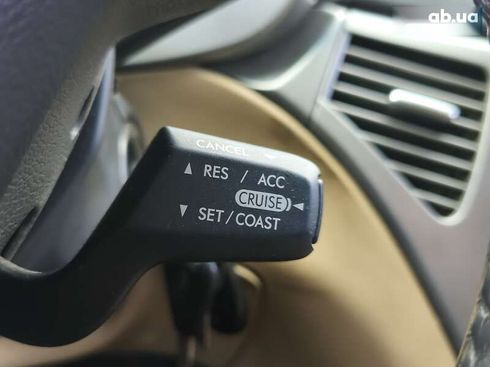 ab.ua
CANCEL
▲ RES / ACC
CRUISE ◄
▼ SET/COAST